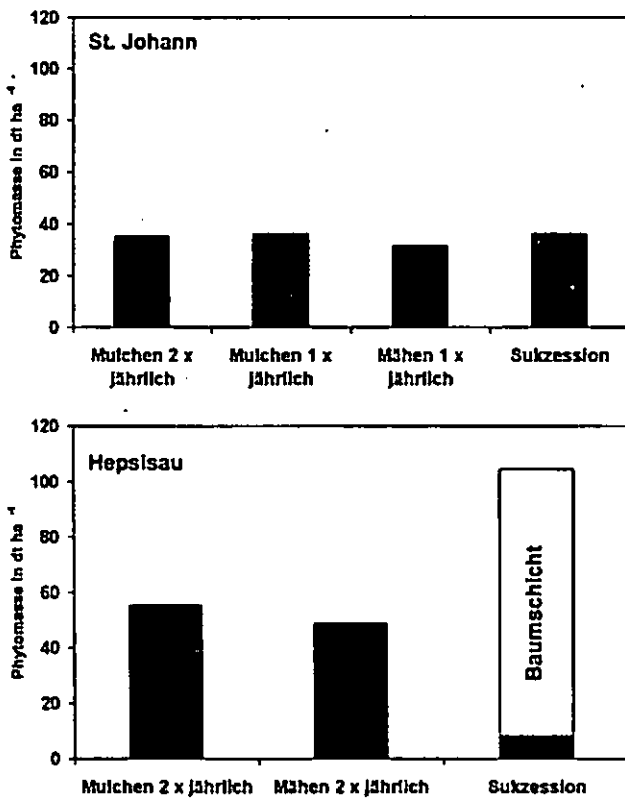 120
St. Johann
100
80
60
40
20
0
Phytomasse in dt ha -1
Mulchen 2 x jährlich
Mulchen 1 x jährlich
Mähen 1 x jährlich
Sukzession
120
Hepsisau
100
80
60
40
20
0
Phytomasse in dt ha -1
Baumschicht
Mulchen 2 x jährlich
Mähen 2 x jährlich
Sukzession